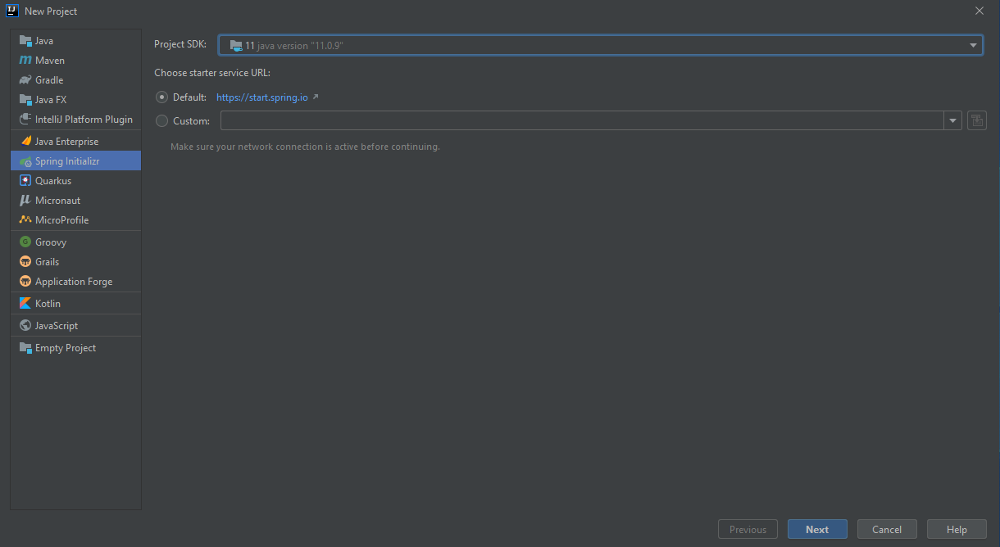 New Project
Java
Maven
Gradle
Java FX
IntelliJ Platform Plugin
Java Enterprise
Spring Initializr
Quarkus
Micronaut
MicroProfile
Groovy
Grails
Application Forge
Kotlin
JavaScript
Empty Project
Project SDK: 11 java version "11.0.9"
Choose starter service URL:
Default: https://start.spring.io
Custom:
Make sure your network connection is active before continuing.
Previous Next Cancel Help